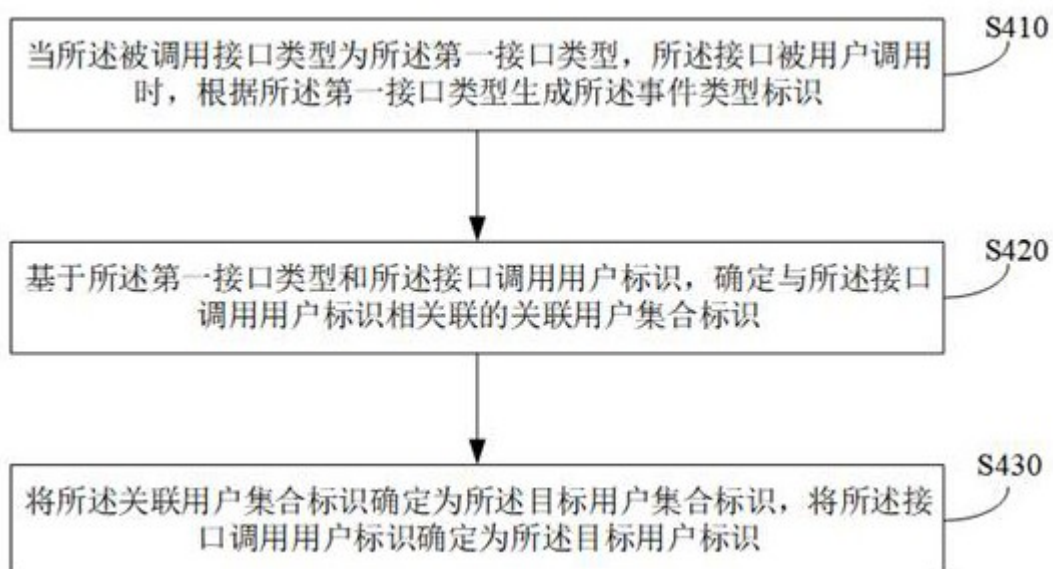 S410
当所述被调用接口类型为所述第一接口类型，所述接口被用户调用
时，根据所述第一接口类型生成所述事件类型标识
S420
基于所述第一接口类型和所述接口调用用户标识，确定与所述接口
调用用户标识相关联的关联用户集合标识
S430
将所述关联用户集合标识确定为所述目标用户集合标识，将所述接
口调用用户标识确定为所述目标用户标识